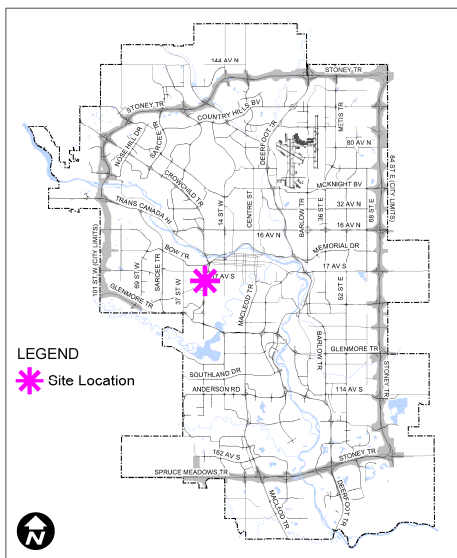 144 AV N
STONEY TR
STONEY TR
COUNTRY HILLS BV
NOSE HILL DR
SARCEE TR
DEERFOOT TR
METIS TR
80 AV N
CROWCHILD TR
MCKNIGHT BV
84 ST E (CITY LIMITS)
TRANS CANADA HI
14 ST W
CENTRE ST
BARLOW TR
36 ST E
32 AV N
68 ST E
16 AV N
16 AV N
101 ST W (CITY LIMITS)
BOW TR
MEMORIAL DR
69 ST W
SARCEE TR
37 ST W
17 AV S
17 AV S
52 ST E
GLENMORE TR
MACLEOD TR
BARLOW TR
GLENMORE TR
LEGEND
Site Location
SOUTHLAND DR
STONEY TR
ANDERSON RD
114 AV S
162 AV S
STONEY TR
SPRUCE MEADOWS TR
MACLEOD TR
DEERFOOT TR
N